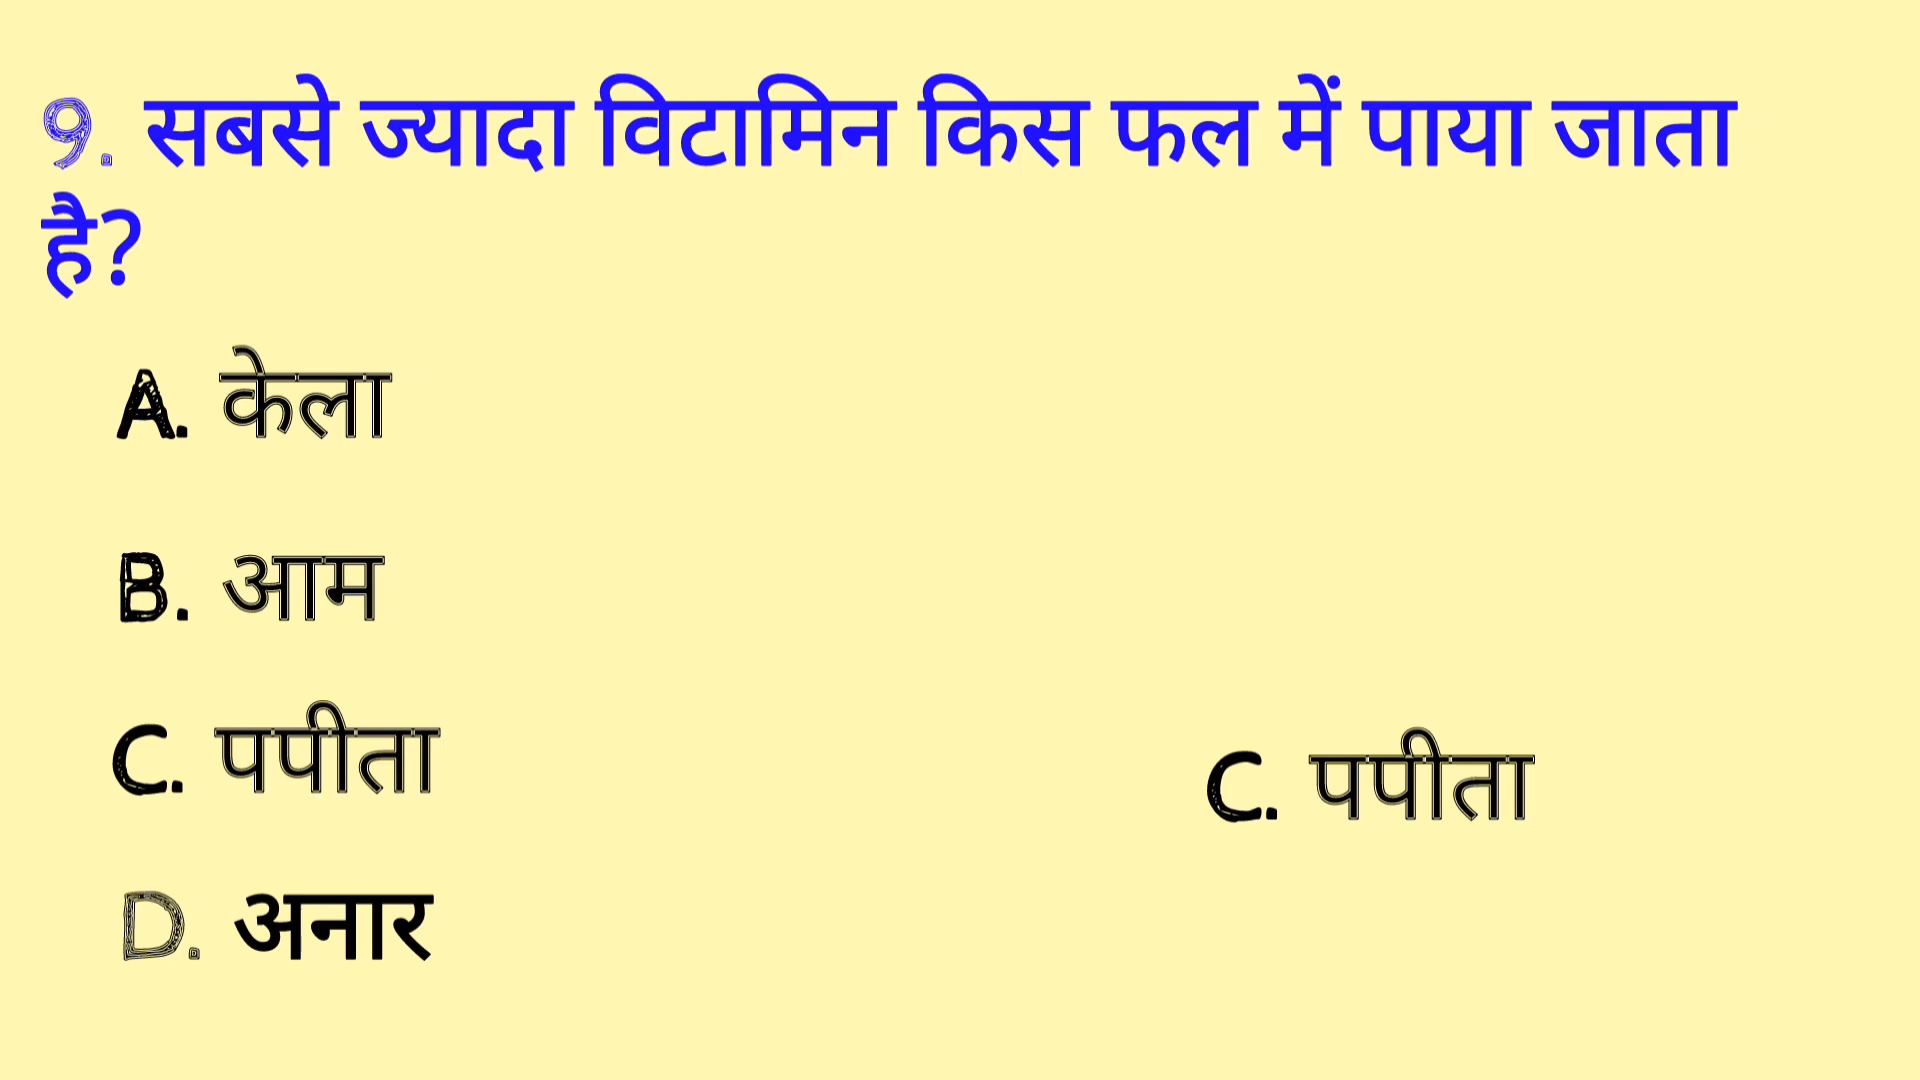 9. सबसे ज्यादा विटामिन किस फल में पाया जाता
है?
A. केला
B. आम
C. पपीता
C. पपीता
D. अनार